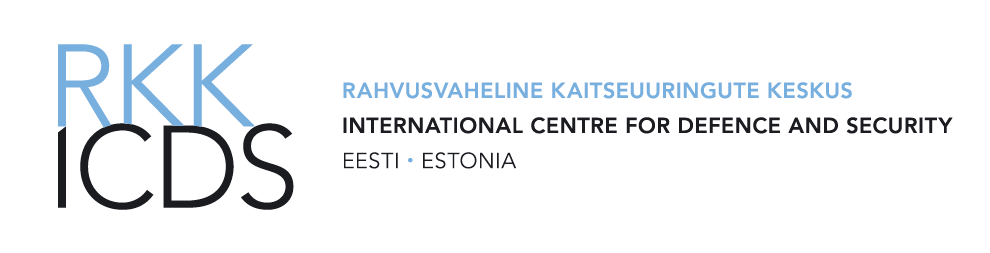 RKK
ICDS
RAHVUSVAHELINE KAITSEUURINGUTE KESKUS
INTERNATIONAL CENTRE FOR DEFENCE AND SECURITY
EESTI • ESTONIA